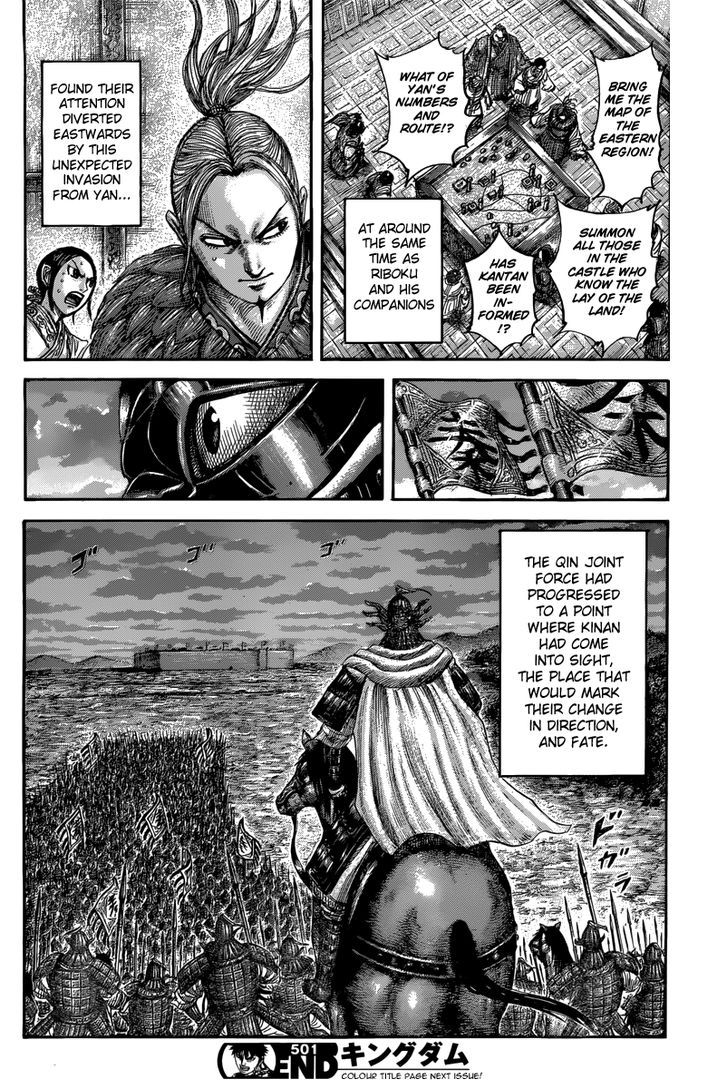 BRING
ME THE
MAP OF
THE
EASTERN
REGION!
WHAT OF
YAN'S
NUMBERS
AND
ROUTE!?
SUMMON
ALL THOSE
IN THE
CASTLE WHO
KNOW THE
LAY OF THE
LAND!
HAS
KANTAN
BEEN
IN-
FORMED
!?
AT AROUND
THE SAME
TIME AS
RIBOKU
AND HIS
COMPANIONS
FOUND THEIR
ATTENTION
DIVERTED
EASTWARDS
BY THIS
UNEXPECTED
INVASION
FROM YAN...
秦
THE QIN JOINT
FORCE HAD
PROGRESSED
TO A POINT
WHERE KINAN
HAD COME
INTO SIGHT,
THE PLACE THAT
WOULD MARK
THEIR CHANGE
IN DIRECTION,
AND FATE.
ゴ
ゴ
ゴ
ドガラ
501
END キングダム
COLOUR TITLE PAGE NEXT ISSUE!